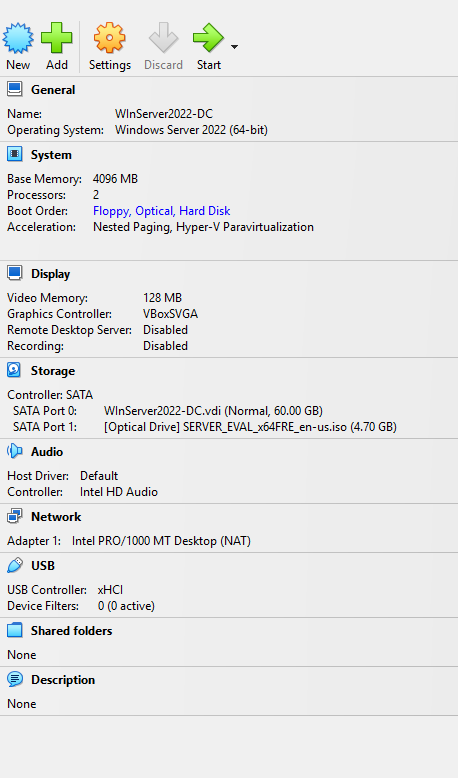 New Add Settings Discard Start
General
Name: WInServer2022-DC
Operating System: Windows Server 2022 (64-bit)
System
Base Memory: 4096 MB
Processors: 2
Boot Order: Floppy, Optical, Hard Disk
Acceleration: Nested Paging, Hyper-V Paravirtualization
Display
Video Memory: 128 MB
Graphics Controller: VBoxSVGA
Remote Desktop Server: Disabled
Recording: Disabled
Storage
Controller: SATA
SATA Port 0: WInServer2022-DC.vdi (Normal, 60.00 GB)
SATA Port 1: [Optical Drive] SERVER_EVAL_x64FRE_en-us.iso (4.70 GB)
Audio
Host Driver: Default
Controller: Intel HD Audio
Network
Adapter 1: Intel PRO/1000 MT Desktop (NAT)
USB
USB Controller: xHCI
Device Filters: 0 (0 active)
Shared folders
None
Description
None